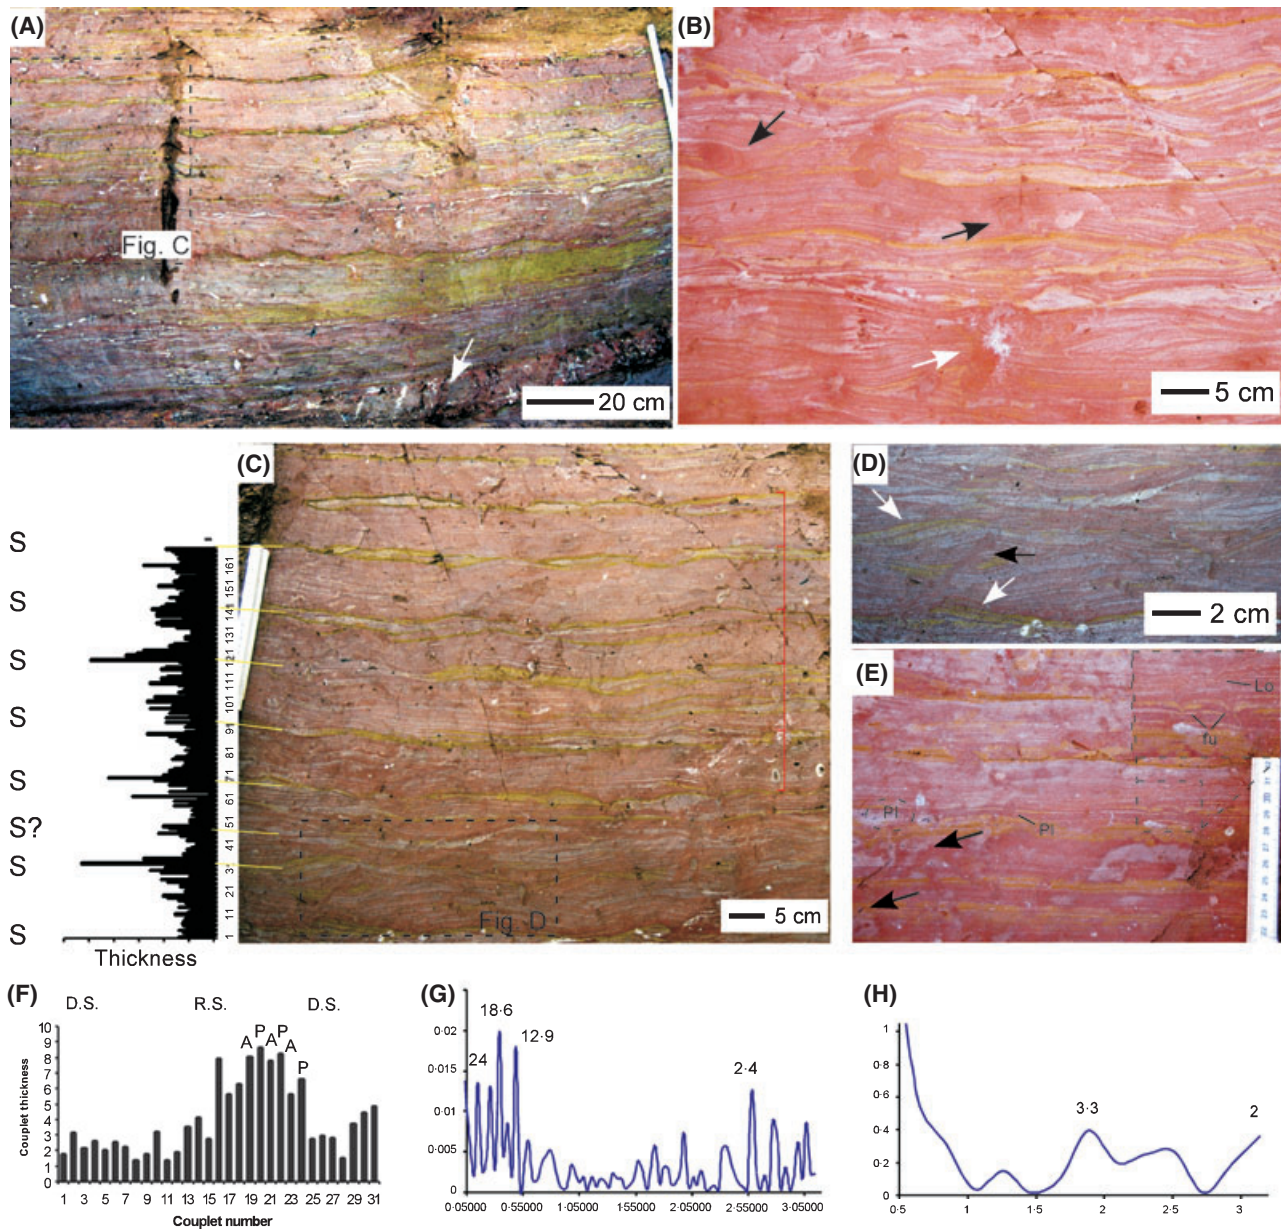 (A)
Fig. C
20 cm
(B)
5 cm
(C)
S
S
S
S
S
S?
S
S
161
151
141
131
121
111
101
91
81
71
61
51
41
31
21
11
1
Thickness
Fig. D
5 cm
(D)
2 cm
(E)
Lo
fu
Pl
Pl
(F)
D.S. R.S. D.S.
A P A P A P
Couplet thickness
10
9
8
7
6
5
4
3
2
1
0
1 3 5 7 9 11 13 15 17 19 21 23 25 27 29 31
Couplet number
(G)
0·02
0·015
0·01
0·005
0
24
18·6
12·9
2·4
0·05000 0·55000 1·05000 1·55000 2·05000 2·55000 3·05000
(H)
1
0·8
0·6
0·4
0·2
0
3·3
2
0·5 1 1·5 2 2·5 3